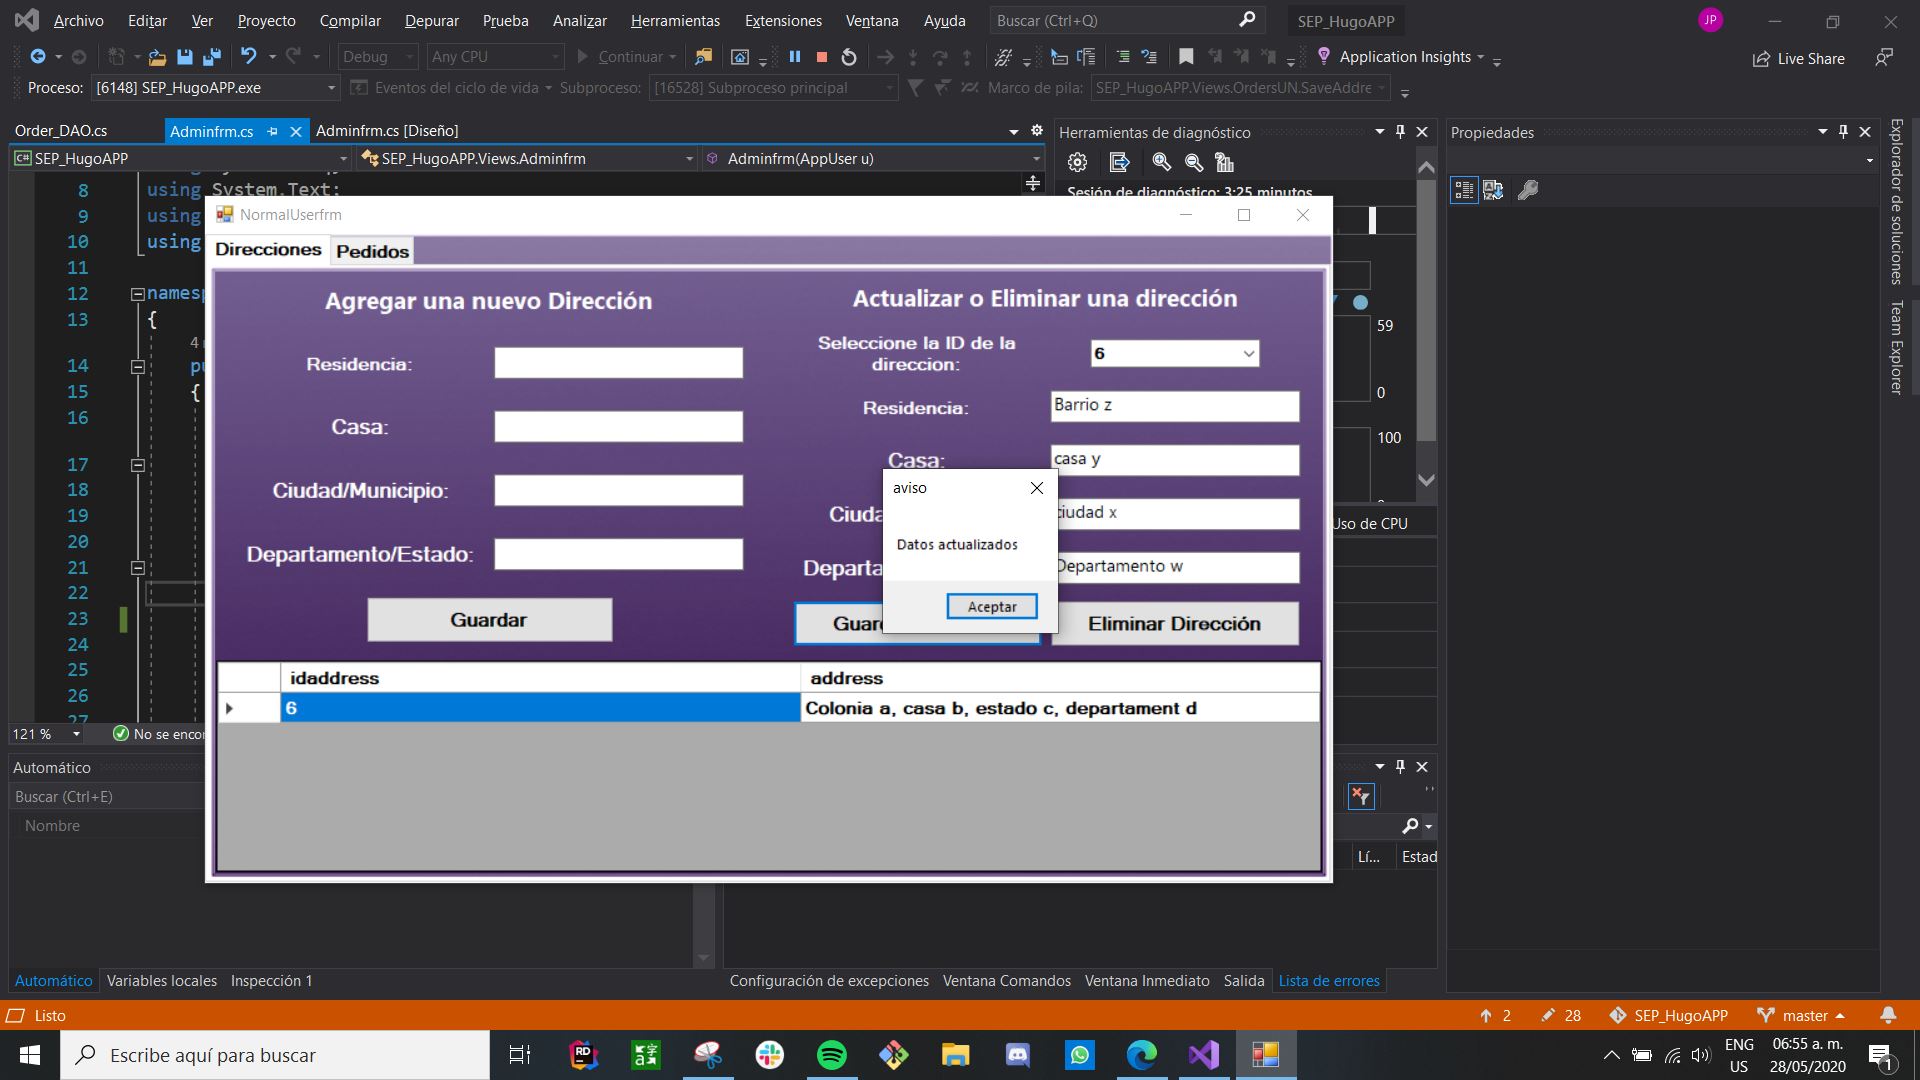 Archivo Editar Ver Proyecto Compilar Depurar Prueba Analizar Herramientas Extensiones Ventana Ayuda Buscar (Ctrl+Q) SEP_HugoAPP JP
Debug Any CPU Continuar Application Insights Live Share
Proceso: [6148] SEP_HugoAPP.exe Eventos del ciclo de vida Subproceso: [16528] Subproceso principal Marco de pila: SEP_HugoAPP.Views.OrdersUN.SaveAddre
Order_DAO.cs Adminfrm.cs Adminfrm.cs [Diseño]
SEP_HugoAPP SEP_HugoAPP.Views.Adminfrm Adminfrm(AppUser u)
Herramientas de diagnóstico
Sesión de diagnóstico: 3:25 minutos
59
0
100
Uso de CPU
Propiedades
Explorador de soluciones
Team Explorer
8 using System.Text;
9 using
10 using
11
12 namesp
13 {
14
15 {
16
17
18
19
20
21
22
23
24
25
26
27
121 %
NormalUserfrm
Direcciones Pedidos
Agregar una nuevo Dirección
Residencia:
Casa:
Ciudad/Municipio:
Departamento/Estado:
Guardar
Actualizar o Eliminar una dirección
Seleccione la ID de la
direccion:
6
Residencia: Barrio z
Casa: casa y
Ciuda ciudad x
Departa Departamento w
Guar Eliminar Dirección
aviso
Datos actualizados
Aceptar
idaddress address
6 Colonia a, casa b, estado c, departament d
No se encor
Automático
Buscar (Ctrl+E)
Nombre
Lí... Estad
Automático Variables locales Inspección 1
Configuración de excepciones Ventana Comandos Ventana Inmediato Salida Lista de errores
Listo 2 28 SEP_HugoAPP master
Escribe aquí para buscar
ENG
US
06:55 a. m.
28/05/2020
1